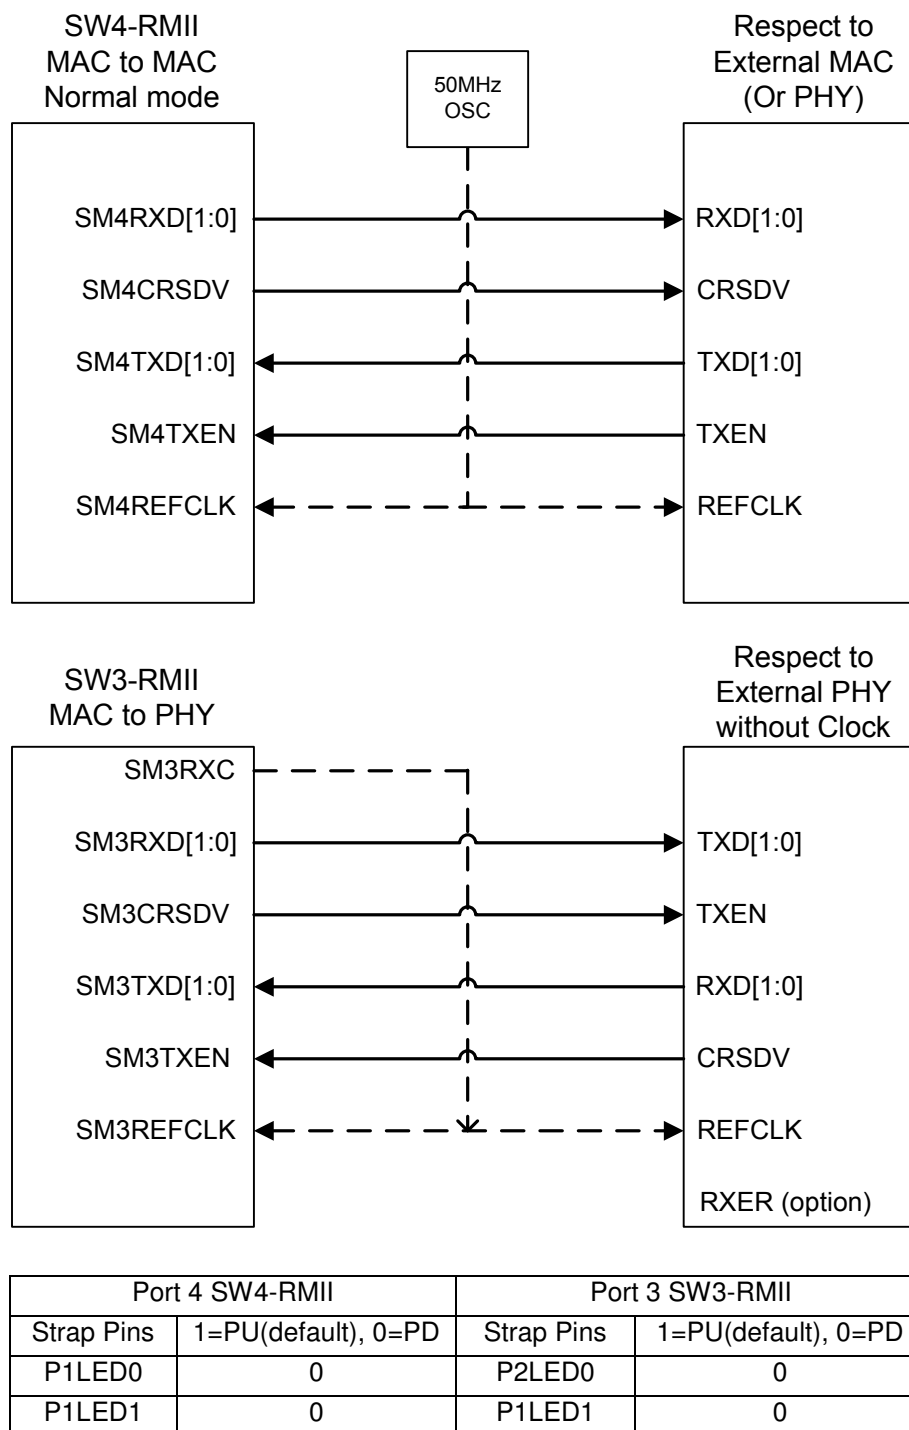 SW4-RMII
MAC to MAC
Normal mode
50MHz
OSC
Respect to
External MAC
(Or PHY)
SM4RXD[1:0] RXD[1:0]
SM4CRSDV CRSDV
SM4TXD[1:0] TXD[1:0]
SM4TXEN TXEN
SM4REFCLK REFCLK
SW3-RMII
MAC to PHY
Respect to
External PHY
without Clock
SM3RXC
SM3RXD[1:0] TXD[1:0]
SM3CRSDV TXEN
SM3TXD[1:0] RXD[1:0]
SM3TXEN CRSDV
SM3REFCLK REFCLK
RXER (option)
Port 4 SW4-RMII Port 3 SW3-RMII
Strap Pins 1=PU(default), 0=PD Strap Pins 1=PU(default), 0=PD
P1LED0 0 P2LED0 0
P1LED1 0 P1LED1 0